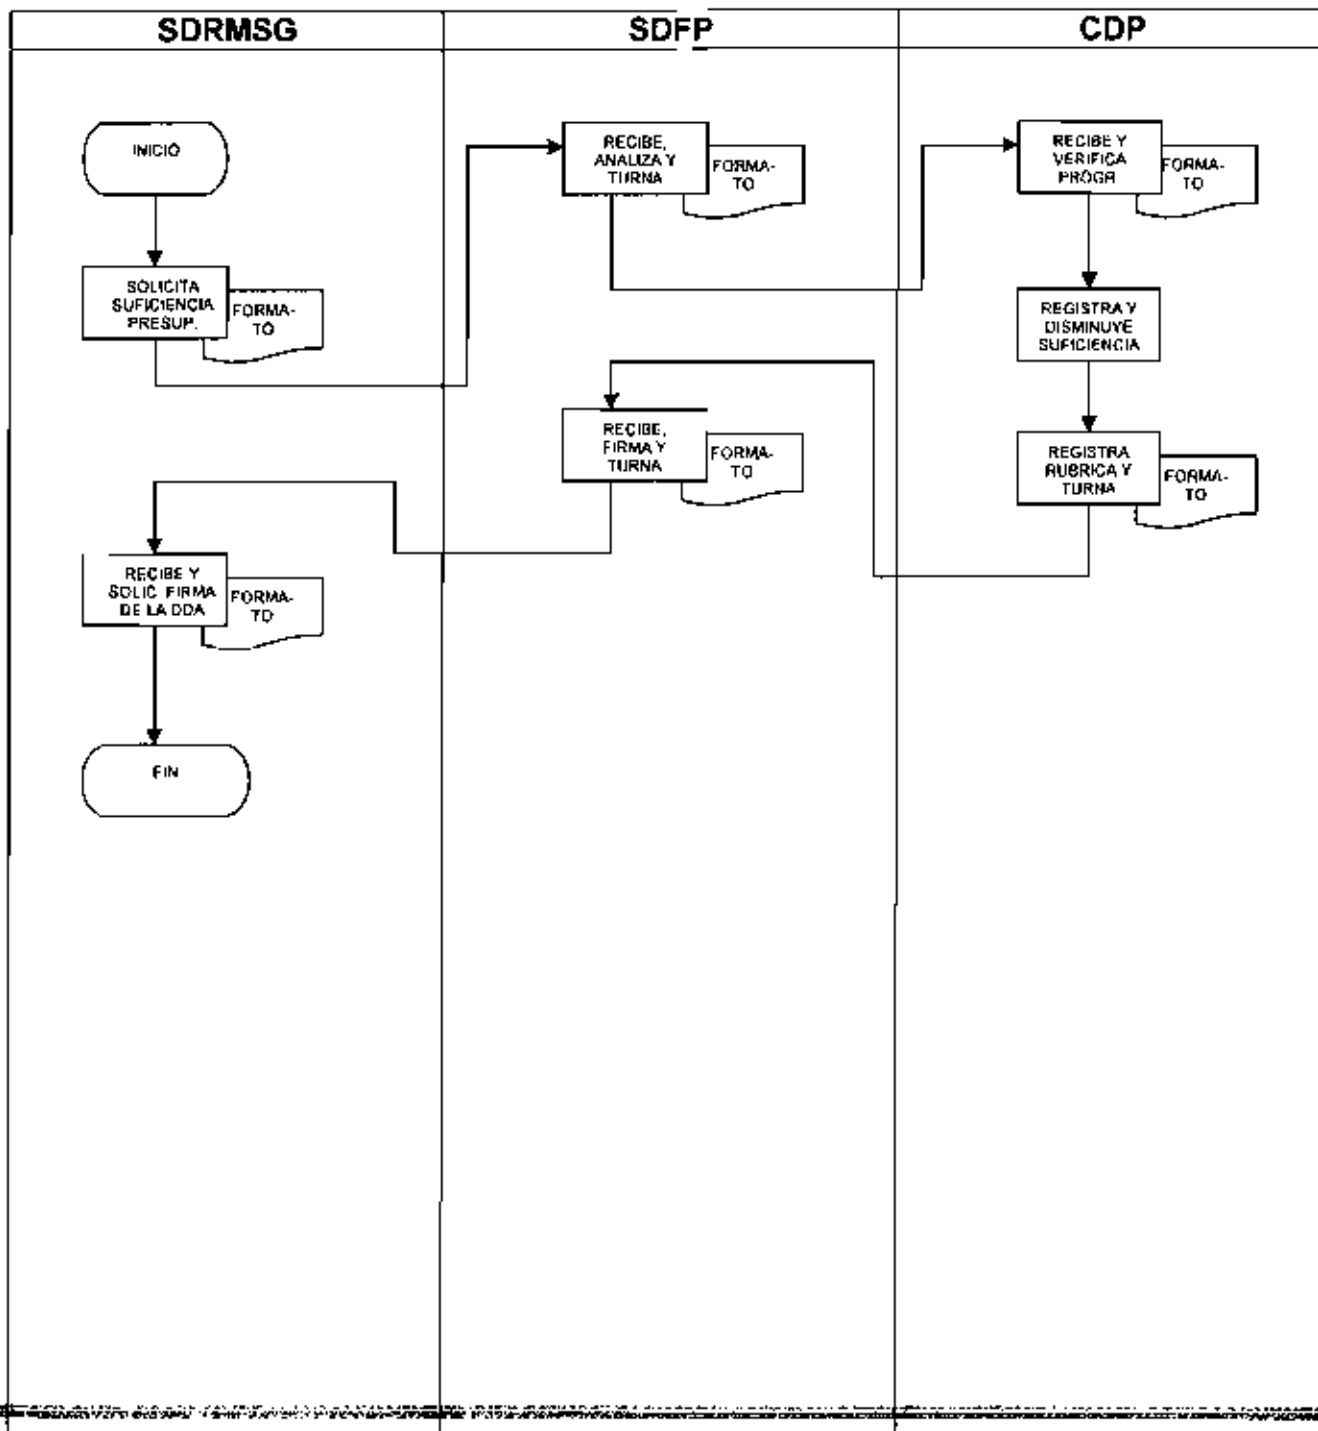 SDRMSG
SDFP
CDP
INICIO
SOLICITA
SUFICIENCIA
PRESUP.
FORMA-
TO
RECIBE,
ANALIZA Y
TURNA
FORMA-
TO
RECIBE Y
VERIFICA
PROGR
FORMA-
TO
REGISTRA Y
DISMINUYE
SUFICIENCIA
REGISTRA
RUBRICA Y
TURNA
FORMA-
TO
RECIBE,
FIRMA Y
TURNA
FORMA-
TO
RECIBE Y
SOLIC FIRMA
DE LA DDA
FORMA-
TO
FIN